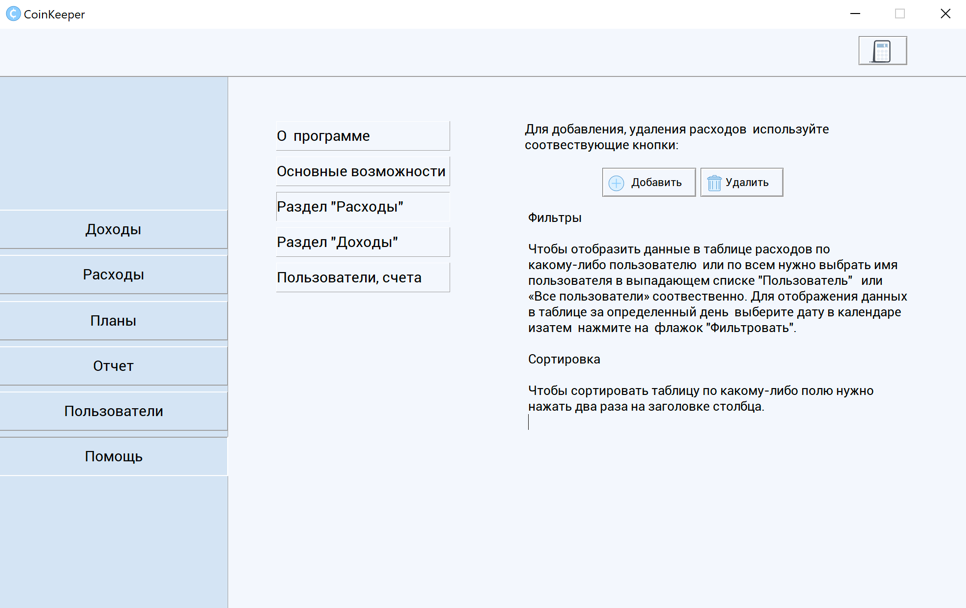 CoinKeeper
Доходы
Расходы
Планы
Отчет
Пользователи
Помощь
О программе
Основные возможности
Раздел "Расходы"
Раздел "Доходы"
Пользователи, счета
Для добавления, удаления расходов используйте
соотвествующие кнопки:
Добавить
Удалить
Фильтры
Чтобы отобразить данные в таблице расходов по
какому-либо пользователю или по всем нужно выбрать имя
пользователя в выпадающем списке "Пользователь" или
«Все пользователи» соотвественно. Для отображения данных
в таблице за определенный день выберите дату в календаре
изатем нажмите на флажок "Фильтровать".
Сортировка
Чтобы сортировать таблицу по какому-либо полю нужно
нажать два раза на заголовке столбца.